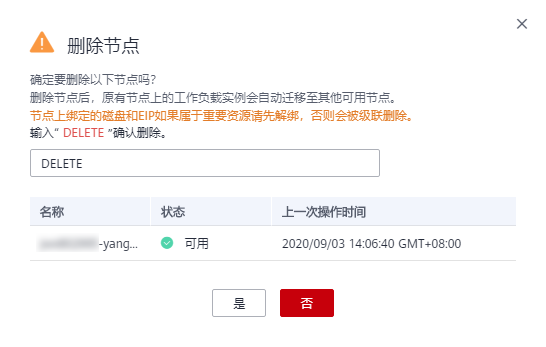 删除节点
确定要删除以下节点吗?
删除节点后，原有节点上的工作负载实例会自动迁移至其他可用节点。
节点上绑定的磁盘和EIP如果属于重要资源请先解绑，否则会被级联删除。
输入“ DELETE ”确认删除。
DELETE
名称 状态 上一次操作时间
-yang... 可用 2020/09/03 14:06:40 GMT+08:00
是 否